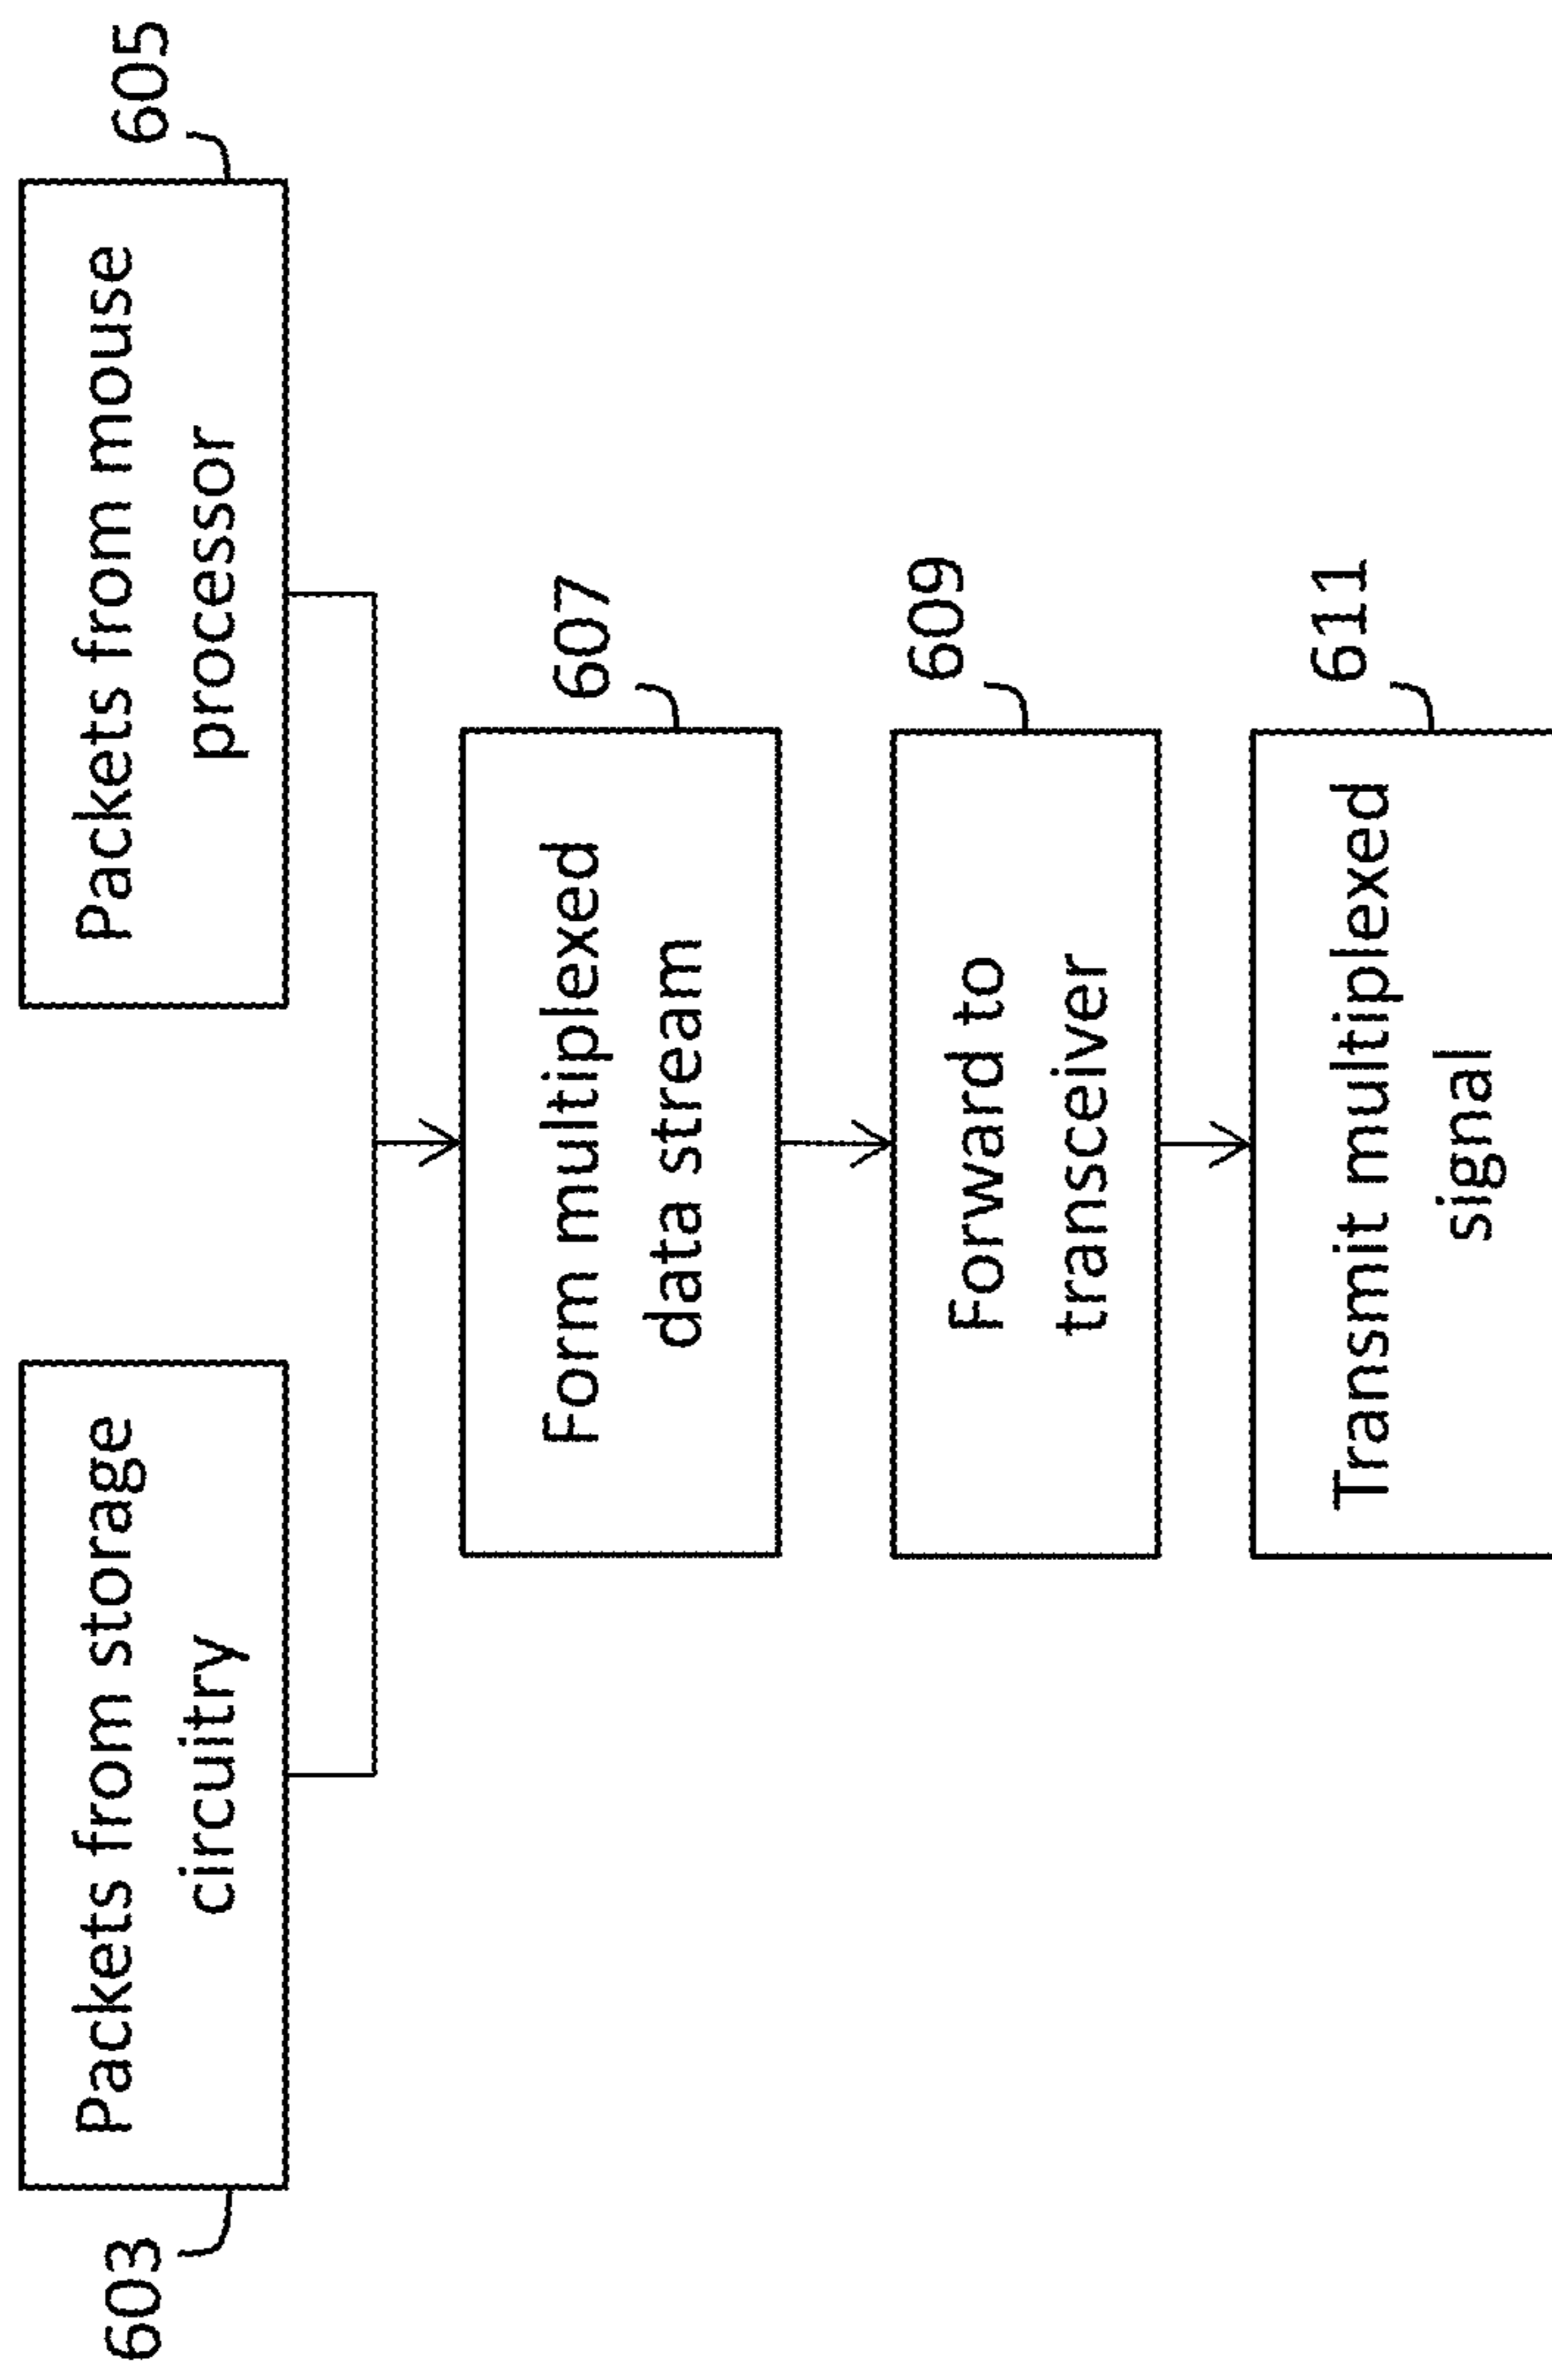 603
Packets from storage
circuitry
Packets from mouse
processor
605
Form multiplexed
data stream
607
Forward to
transceiver
609
Transmit multiplexed
signal
611